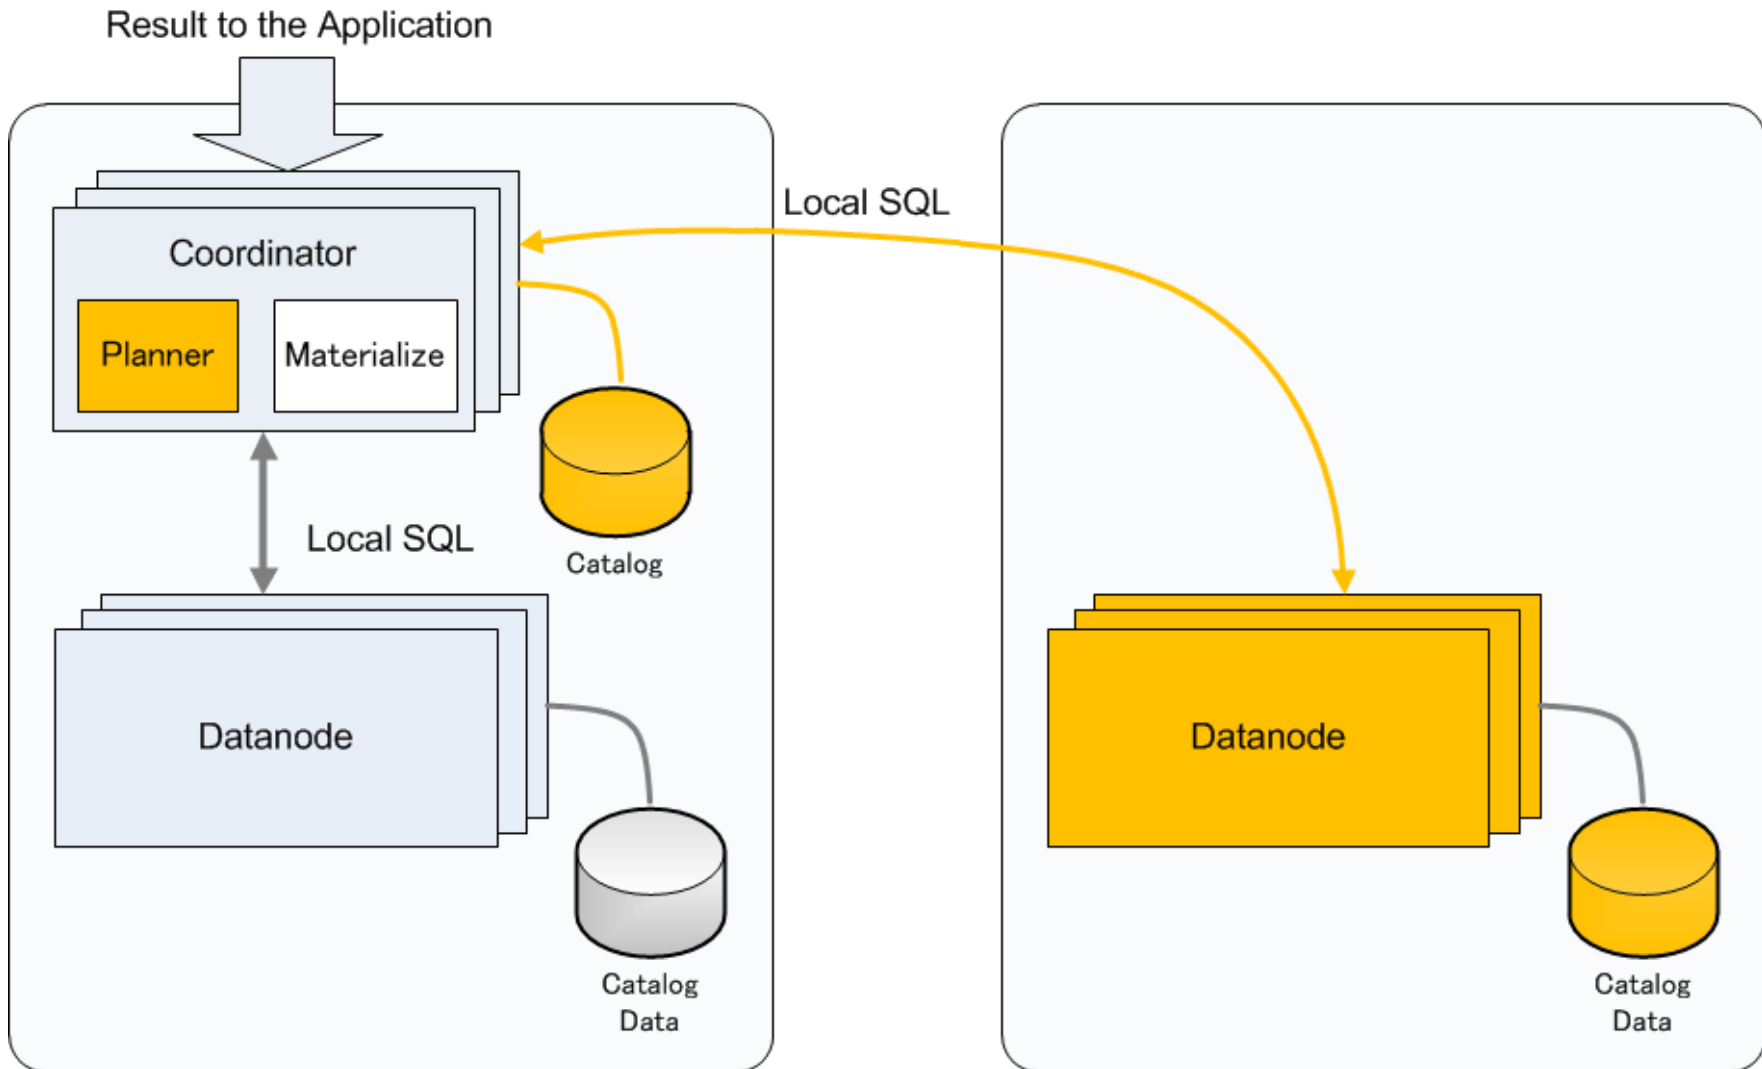 Result to the Application
Local SQL
Coordinator
Planner
Materialize
Local SQL
Catalog
Datanode
Datanode
Catalog
Data
Catalog
Data